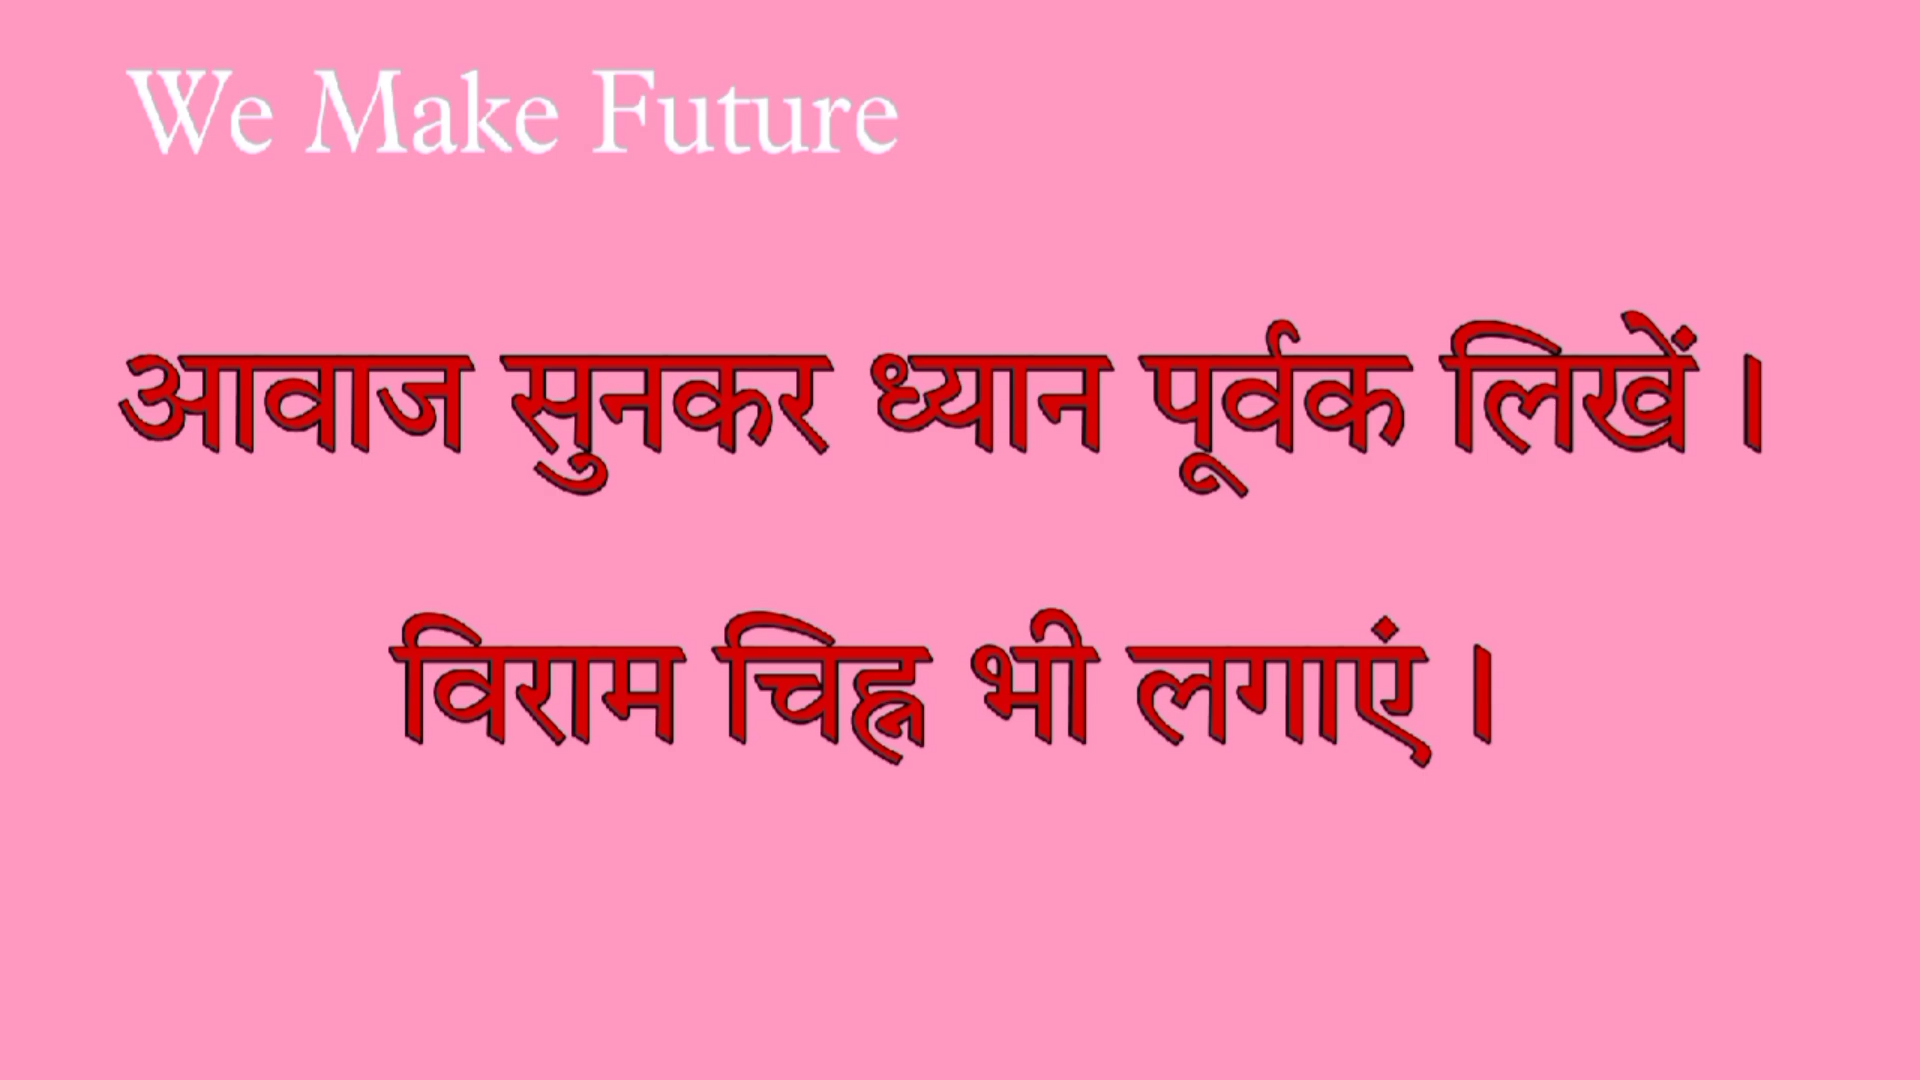 We Make Future
आवाज सुनकर ध्यान पूर्वक लिखें ।
विराम चिह्न भी लगाएं ।